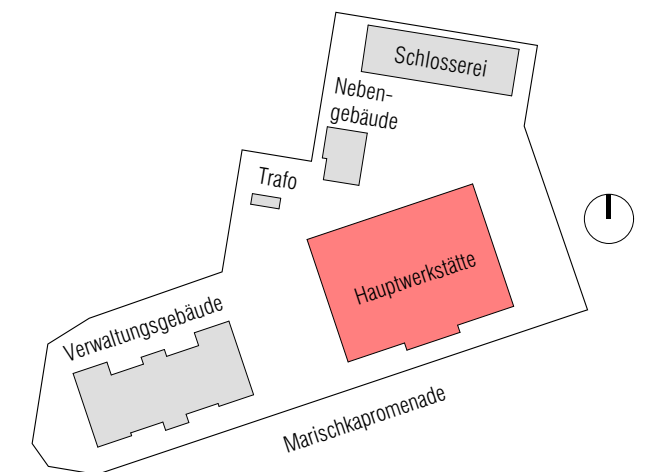 Schlosserei
Neben-
gebäude
Trafo
Hauptwerkstätte
Verwaltungsgebäude
Marischkapromenade